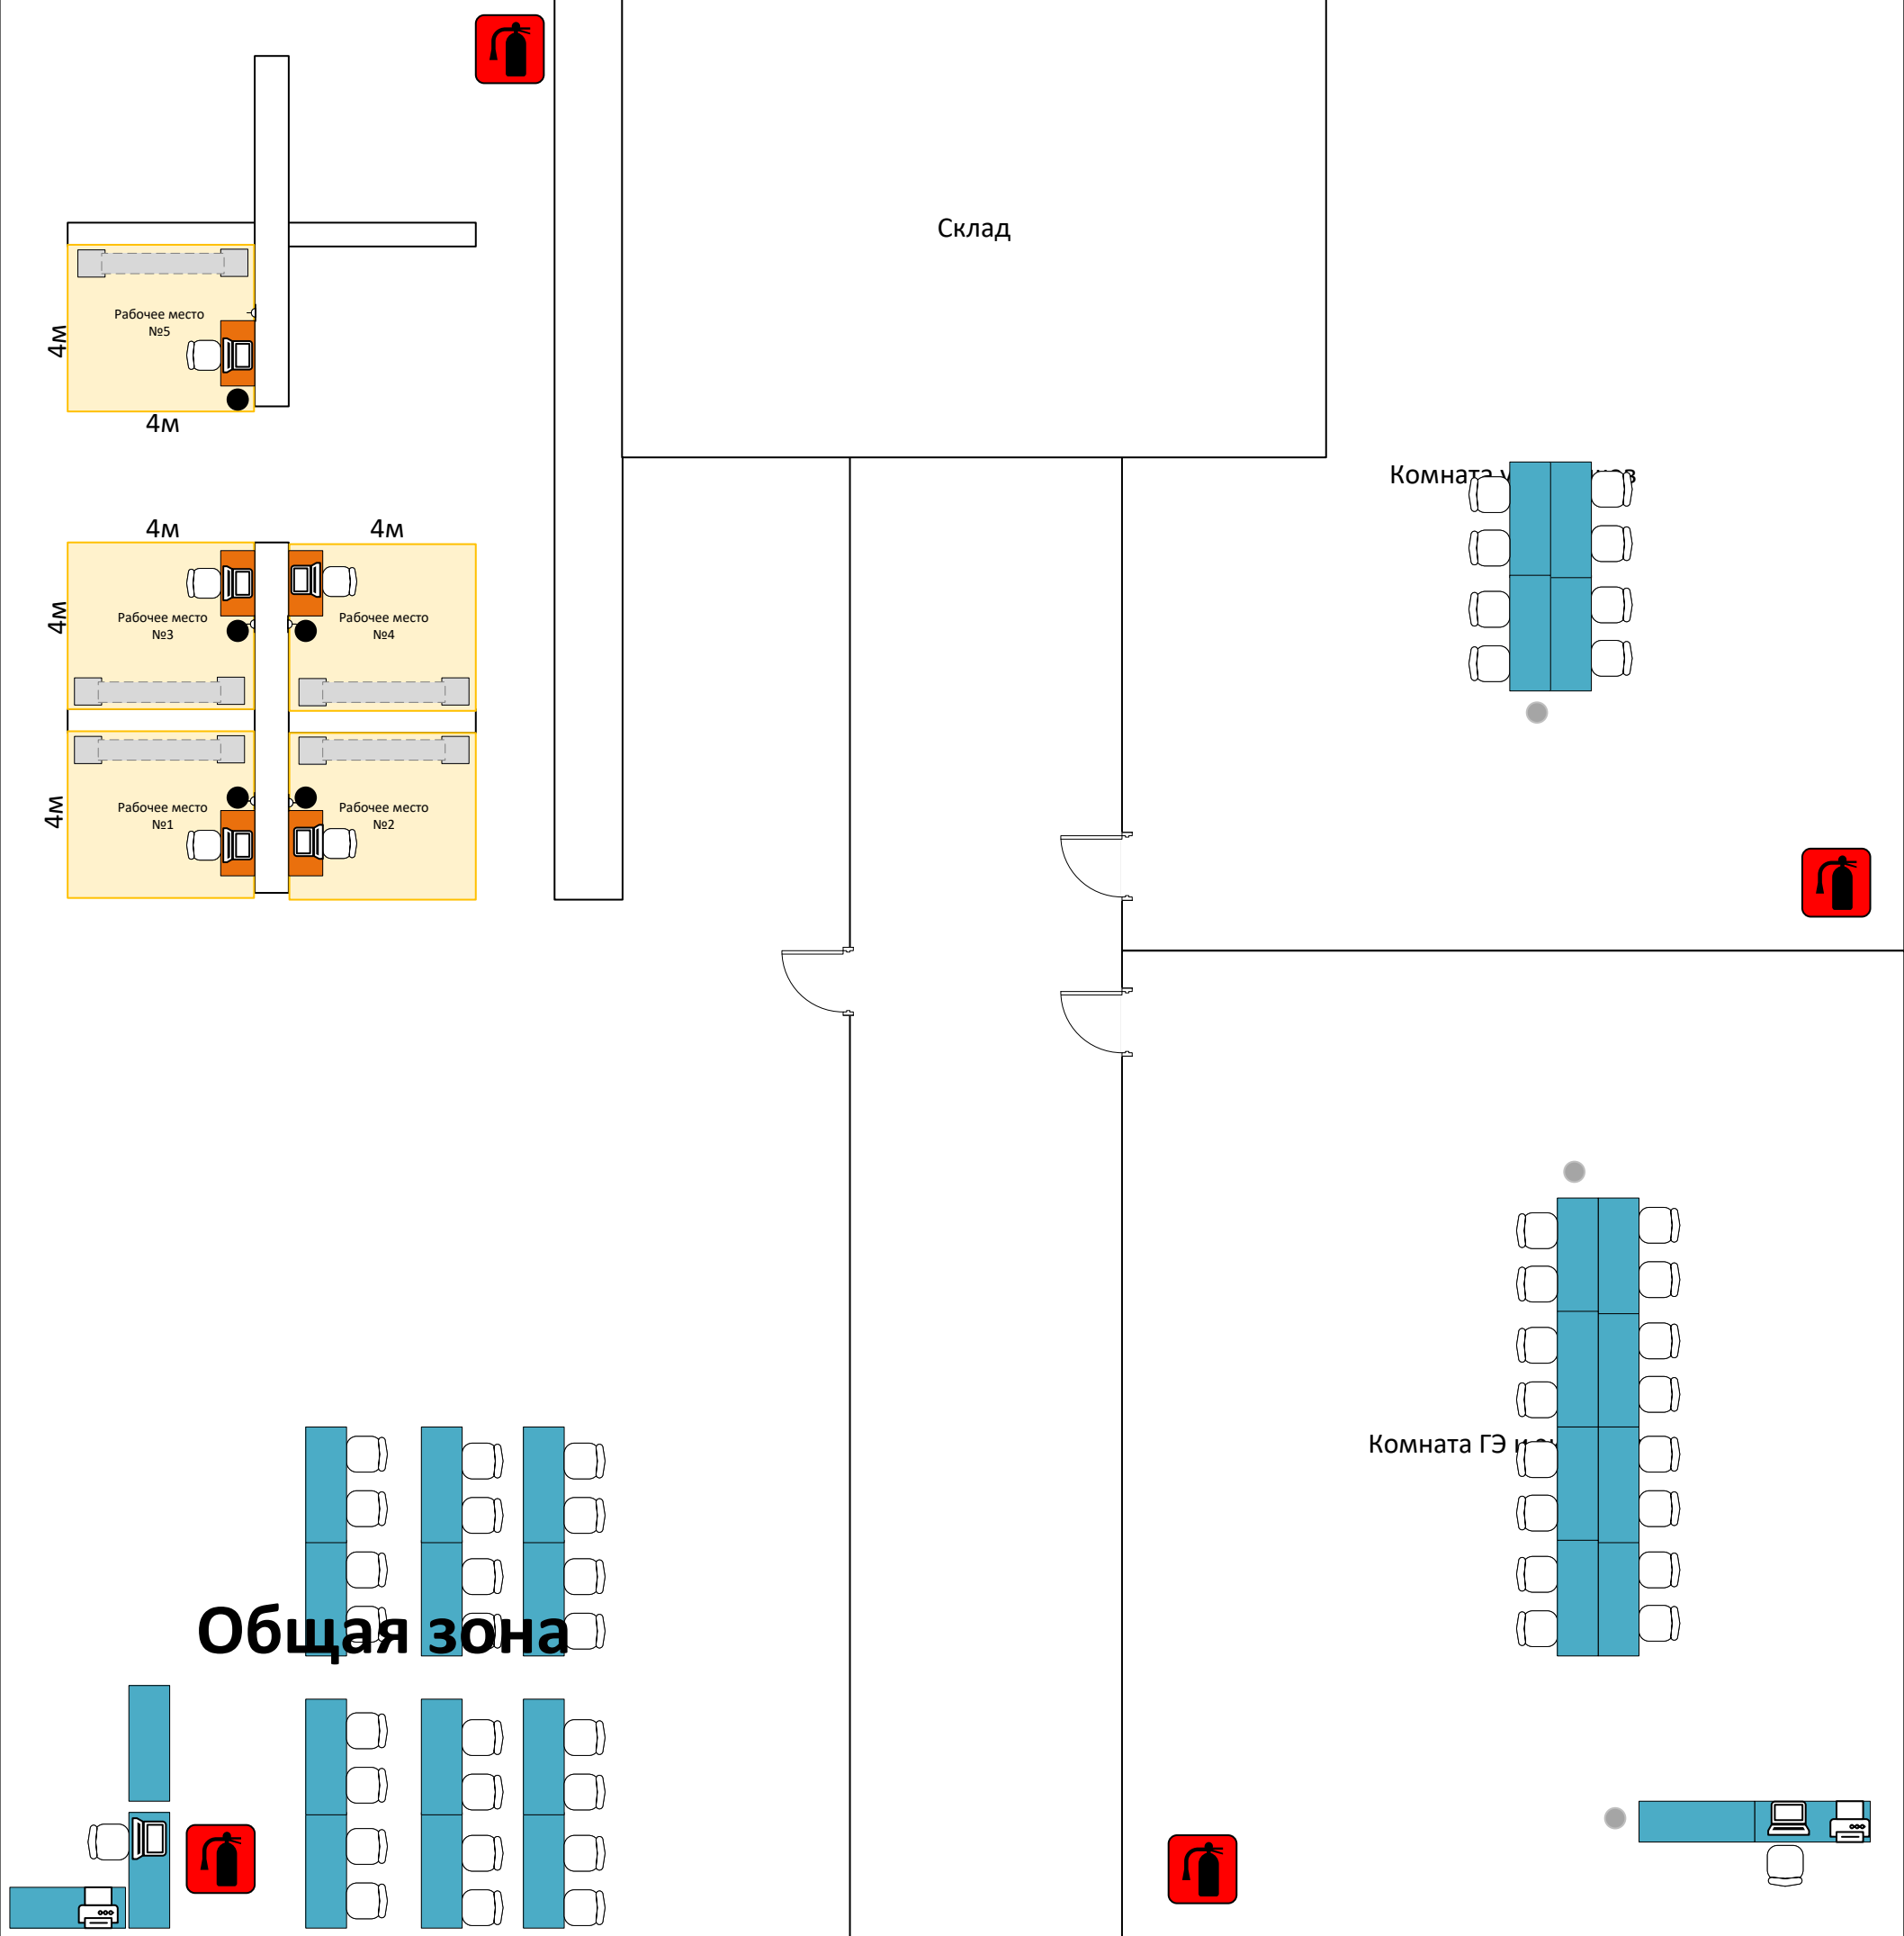 Склад
Рабочее место
№5
4м
4м
Комната
4м
4м
4м
Рабочее место
№3
Рабочее место
№4
4м
Рабочее место
№1
Рабочее место
№2
Комната ГЭ и
Общая зона